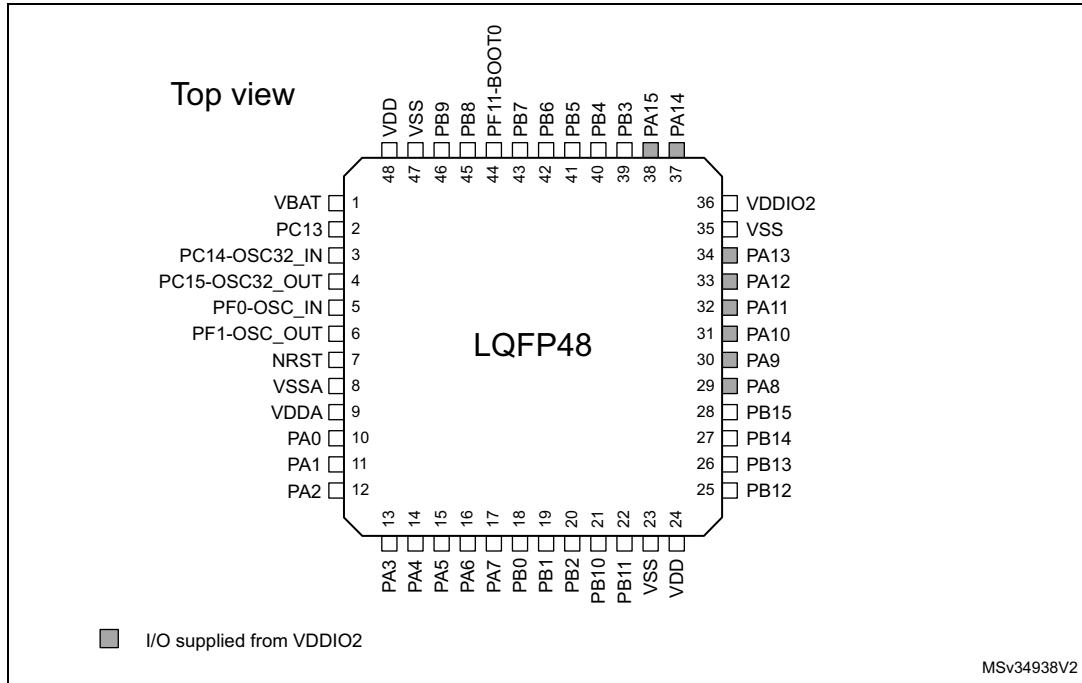 Top view
VDD
VSS
PB9
PB8
PF11-BOOT0
PB7
PB6
PB5
PB4
PB3
PA15
PA14
48
47
46
45
44
43
42
41
40
39
38
37
VBAT 1
PC13 2
PC14-OSC32_IN 3
PC15-OSC32_OUT 4
PF0-OSC_IN 5
PF1-OSC_OUT 6
NRST 7
VSSA 8
VDDA 9
PA0 10
PA1 11
PA2 12
LQFP48
36 VDDIO2
35 VSS
34 PA13
33 PA12
32 PA11
31 PA10
30 PA9
29 PA8
28 PB15
27 PB14
26 PB13
25 PB12
13
14
15
16
17
18
19
20
21
22
23
24
PA3
PA4
PA5
PA6
PA7
PB0
PB1
PB2
PB10
PB11
VSS
VDD
I/O supplied from VDDIO2
MSv34938V2